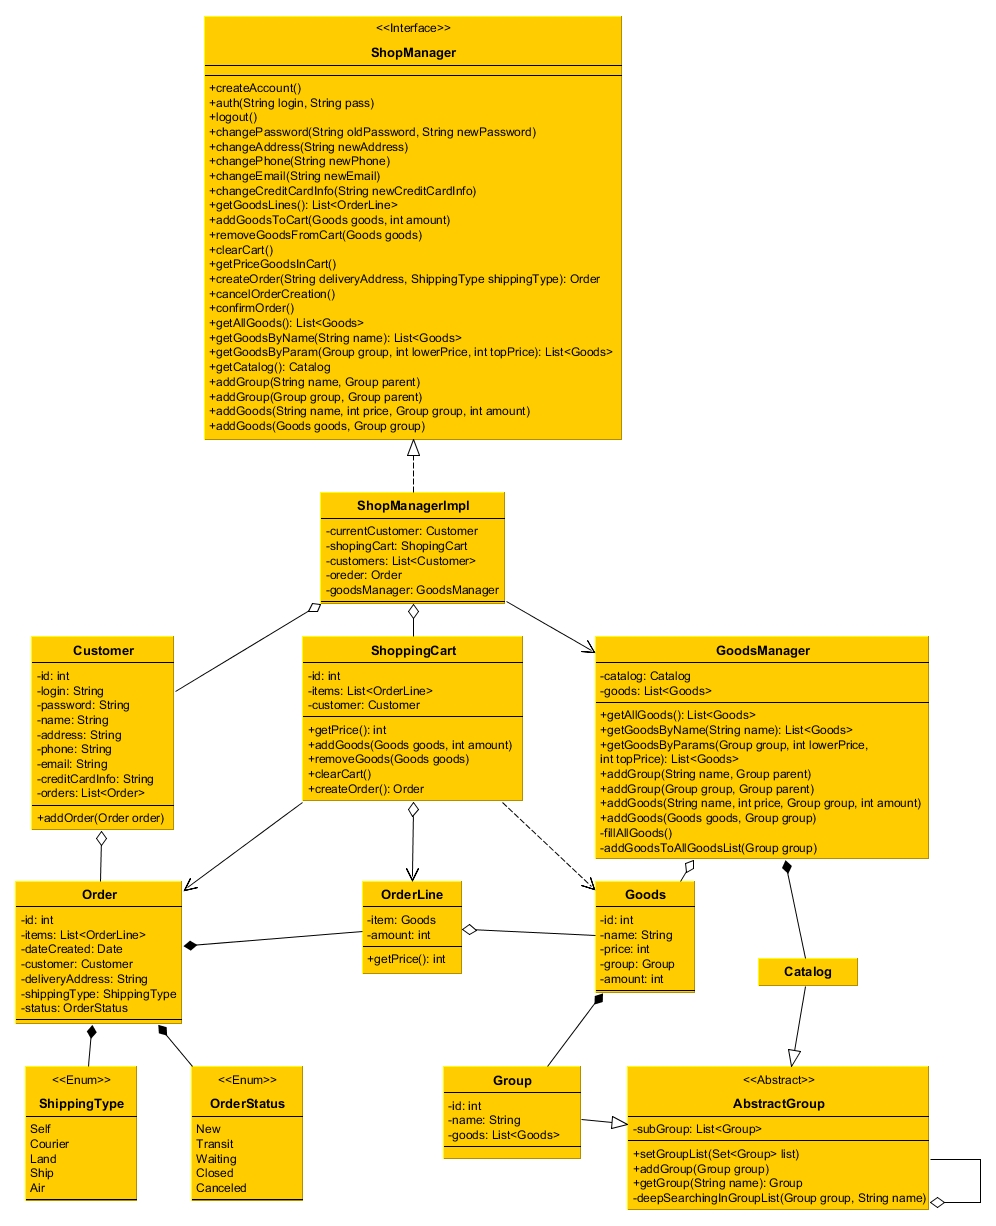 <<Interface>>
ShopManager
+createAccount()
+auth(String login, String pass)
+logout()
+changePassword(String oldPassword, String newPassword)
+changeAddress(String newAddress)
+changePhone(String newPhone)
+changeEmail(String newEmail)
+changeCreditCardInfo(String newCreditCardInfo)
+getGoodsLines(): List<OrderLine>
+addGoodsToCart(Goods goods, int amount)
+removeGoodsFromCart(Goods goods)
+clearCart()
+getPriceGoodsInCart()
+createOrder(String deliveryAddress, ShippingType shippingType): Order
+cancelOrderCreation()
+confirmOrder()
+getAllGoods(): List<Goods>
+getGoodsByName(String name): List<Goods>
+getGoodsByParam(Group group, int lowerPrice, int topPrice): List<Goods>
+getCatalog(): Catalog
+addGroup(String name, Group parent)
+addGroup(Group group, Group parent)
+addGoods(String name, int price, Group group, int amount)
+addGoods(Goods goods, Group group)
ShopManagerImpl
-currentCustomer: Customer
-shopingCart: ShopingCart
-customers: List<Customer>
-oreder: Order
-goodsManager: GoodsManager
Customer
-id: int
-login: String
-password: String
-name: String
-address: String
-phone: String
-email: String
-creditCardInfo: String
-orders: List<Order>
+addOrder(Order order)
ShoppingCart
-id: int
-items: List<OrderLine>
-customer: Customer
+getPrice(): int
+addGoods(Goods goods, int amount)
+removeGoods(Goods goods)
+clearCart()
+createOrder(): Order
GoodsManager
-catalog: Catalog
-goods: List<Goods>
+getAllGoods(): List<Goods>
+getGoodsByName(String name): List<Goods>
+getGoodsByParams(Group group, int lowerPrice,
int topPrice): List<Goods>
+addGroup(String name, Group parent)
+addGroup(Group group, Group parent)
+addGoods(String name, int price, Group group, int amount)
+addGoods(Goods goods, Group group)
-fillAllGoods()
-addGoodsToAllGoodsList(Group group)
Order
-id: int
-items: List<OrderLine>
-dateCreated: Date
-customer: Customer
-deliveryAddress: String
-shippingType: ShippingType
-status: OrderStatus
OrderLine
-item: Goods
-amount: int
+getPrice(): int
Goods
-id: int
-name: String
-price: int
-group: Group
-amount: int
Catalog
<<Enum>>
ShippingType
Self
Courier
Land
Ship
Air
<<Enum>>
OrderStatus
New
Transit
Waiting
Closed
Canceled
Group
-id: int
-name: String
-goods: List<Goods>
<<Abstract>>
AbstractGroup
-subGroup: List<Group>
+setGroupList(Set<Group> list)
+addGroup(Group group)
+getGroup(String name): Group
-deepSearchingInGroupList(Group group, String name)